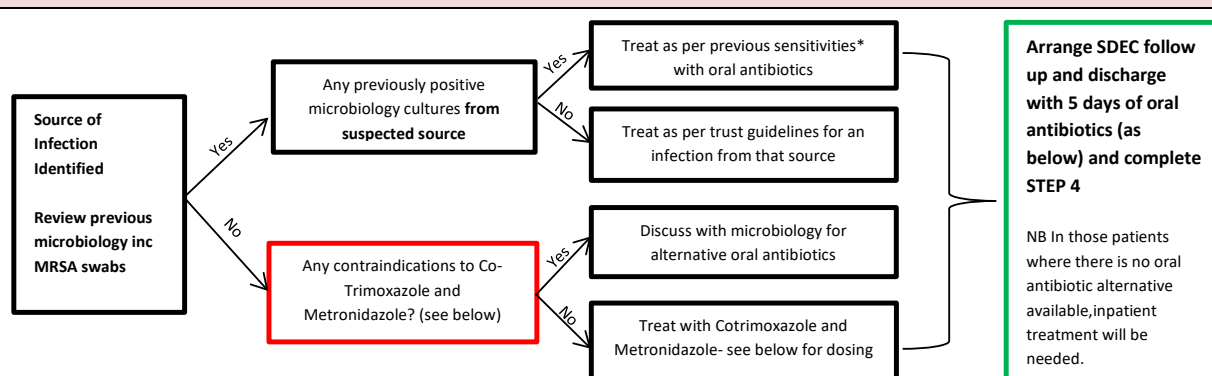 Source of
Infection
Identified
Review previous
microbiology inc
MRSA swabs
Yes
No
Any previously positive
microbiology cultures from
suspected source
Any contraindications to Co-
Trimoxazole and
Metronidazole? (see below)
Yes
No
Yes
No
Treat as per previous sensitivities*
with oral antibiotics
Treat as per trust guidelines for an
infection from that source
Discuss with microbiology for
alternative oral antibiotics
Treat with Cotrimoxazole and
Metronidazole- see below for dosing
Arrange SDEC follow
up and discharge
with 5 days of oral
antibiotics (as
below) and complete
STEP 4
NB In those patients
where there is no oral
antibiotic alternative
available,inpatient
treatment will be
needed.